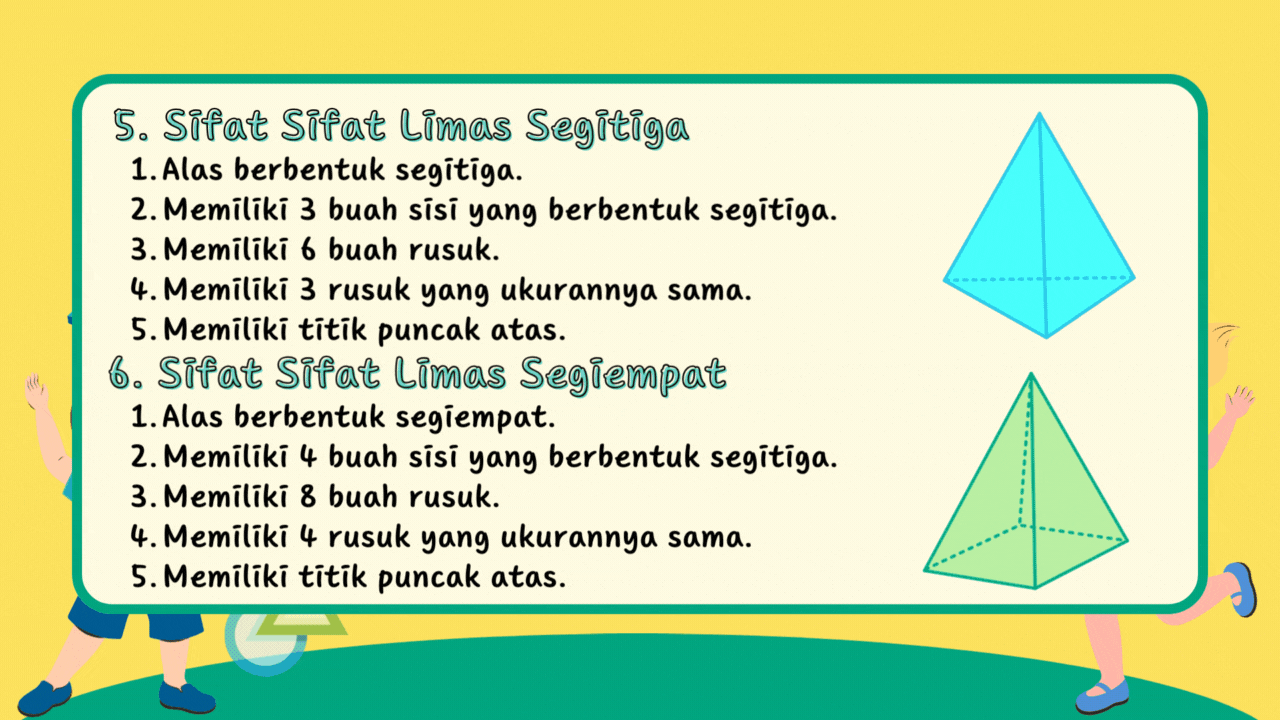 5. Sifat Sifat Limas Segitiga
1. Alas berbentuk segitiga.
2. Memiliki 3 buah sisi yang berbentuk segitiga.
3. Memiliki 6 buah rusuk.
4. Memiliki 3 rusuk yang ukurannya sama.
5. Memiliki titik puncak atas.
6. Sifat Sifat Limas Segiempat
1. Alas berbentuk segiempat.
2. Memiliki 4 buah sisi yang berbentuk segitiga.
3. Memiliki 8 buah rusuk.
4. Memiliki 4 rusuk yang ukurannya sama.
5. Memiliki titik puncak atas.